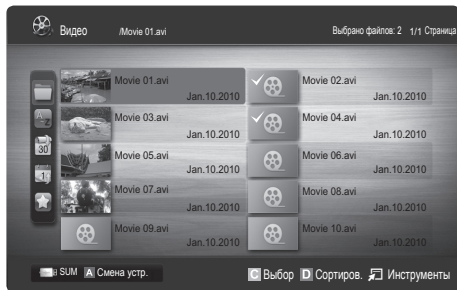 Видео /Movie 01.avi Выбрано файлов: 2 1/1 Страница
Movie 01.avi Movie 02.avi
Jan.10.2010 Jan.10.2010
Movie 03.avi Movie 04.avi
Jan.10.2010 Jan.10.2010
Movie 05.avi Movie 06.avi
Jan.10.2010 Jan.10.2010
Movie 07.avi Movie 08.avi
Jan.10.2010 Jan.10.2010
Movie 09.avi Movie 10.avi
Jan.10.2010 Jan.10.2010
SUM A Смена устр. C Выбор D Сортиров. Инструменты